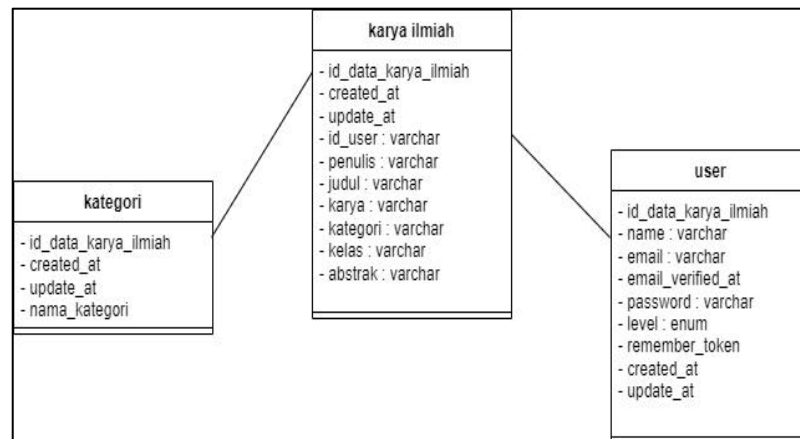 karya ilmiah
- id_data_karya_ilmiah
- created_at
- update_at
- id_user : varchar
- penulis : varchar
- judul : varchar
- karya : varchar
- kategori : varchar
- kelas : varchar
- abstrak : varchar
kategori
- id_data_karya_ilmiah
- created_at
- update_at
- nama_kategori
user
- id_data_karya_ilmiah
- name : varchar
- email : varchar
- email_verified_at
- password : varchar
- level : enum
- remember_token
- created_at
- update_at